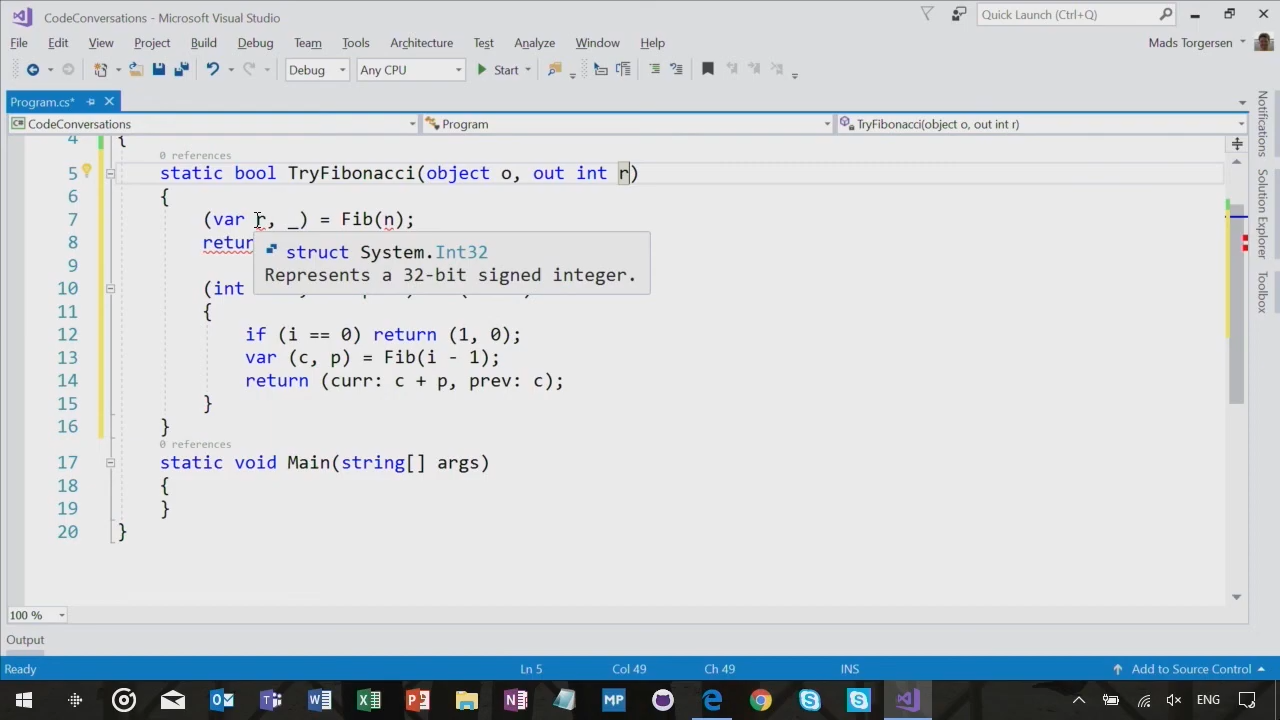 CodeConversations - Microsoft Visual Studio
Quick Launch (Ctrl+Q)
File Edit View Project Build Debug Team Tools Architecture Test Analyze Window Help
Mads Torgersen
Debug Any CPU Start
Program.cs*
CodeConversations Program TryFibonacci(object o, out int r)
4 {
0 references
5 static bool TryFibonacci(object o, out int r)
6 {
7 (var r, _) = Fib(n);
8 retur
struct System.Int32
9
Represents a 32-bit signed integer.
10 (int
11 {
12 if (i == 0) return (1, 0);
13 var (c, p) = Fib(i - 1);
14 return (curr: c + p, prev: c);
15 }
16 }
0 references
17 static void Main(string[] args)
18 {
19 }
20 }
100 %
Output
Ready Ln 5 Col 49 Ch 49 INS Add to Source Control
MP ENG
Notifications
Solution Explorer
Toolbox